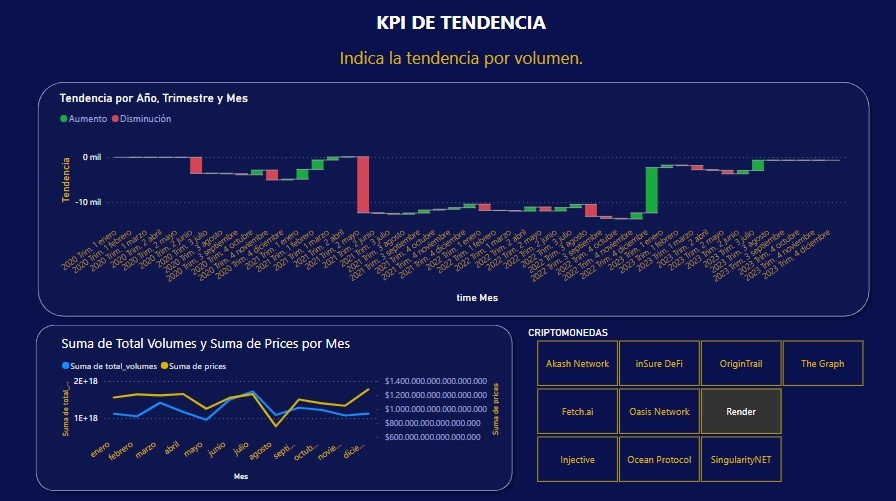 KPI DE TENDENCIA
Indica la tendencia por volumen.
Tendencia por Año, Trimestre y Mes
Aumento
Disminución
Tendencia
0 mil
-10 mil
2020 Trim. 1 enero
2020 Trim. 1 febrero
2020 Trim. 1 marzo
2020 Trim. 2 abril
2020 Trim. 2 mayo
2020 Trim. 2 junio
2020 Trim. 3 julio
2020 Trim. 3 agosto
2020 Trim. 3 septiembre
2020 Trim. 4 octubre
2020 Trim. 4 noviembre
2020 Trim. 4 diciembre
2021 Trim. 1 enero
2021 Trim. 1 febrero
2021 Trim. 1 marzo
2021 Trim. 2 abril
2021 Trim. 2 mayo
2021 Trim. 2 junio
2021 Trim. 3 julio
2021 Trim. 3 agosto
2021 Trim. 3 septiembre
2021 Trim. 4 octubre
2021 Trim. 4 noviembre
2021 Trim. 4 diciembre
2022 Trim. 1 enero
2022 Trim. 1 febrero
2022 Trim. 1 marzo
2022 Trim. 2 abril
2022 Trim. 2 mayo
2022 Trim. 2 junio
2022 Trim. 3 julio
2022 Trim. 3 agosto
2022 Trim. 3 septiembre
2022 Trim. 4 octubre
2022 Trim. 4 noviembre
2022 Trim. 4 diciembre
2023 Trim. 1 enero
2023 Trim. 1 febrero
2023 Trim. 1 marzo
2023 Trim. 2 abril
2023 Trim. 2 mayo
2023 Trim. 2 junio
2023 Trim. 3 julio
2023 Trim. 3 agosto
2023 Trim. 3 septiembre
2023 Trim. 4 octubre
2023 Trim. 4 noviembre
2023 Trim. 4 diciembre
time Mes
Suma de Total Volumes y Suma de Prices por Mes
Suma de total_volumes
Suma de prices
Suma de total_...
2E+18
1E+18
$1.400.000.000.000.000.000
$1.200.000.000.000.000.000
$1.000.000.000.000.000.000
$800.000.000.000.000.000
$600.000.000.000.000.000
Suma de prices
enero
febrero
marzo
abril
mayo
junio
julio
agosto
septi...
octub...
novie...
dicie...
Mes
CRIPTOMONEDAS
Akash Network
inSure DeFi
OriginTrail
The Graph
Fetch.ai
Oasis Network
Render
Injective
Ocean Protocol
SingularityNET